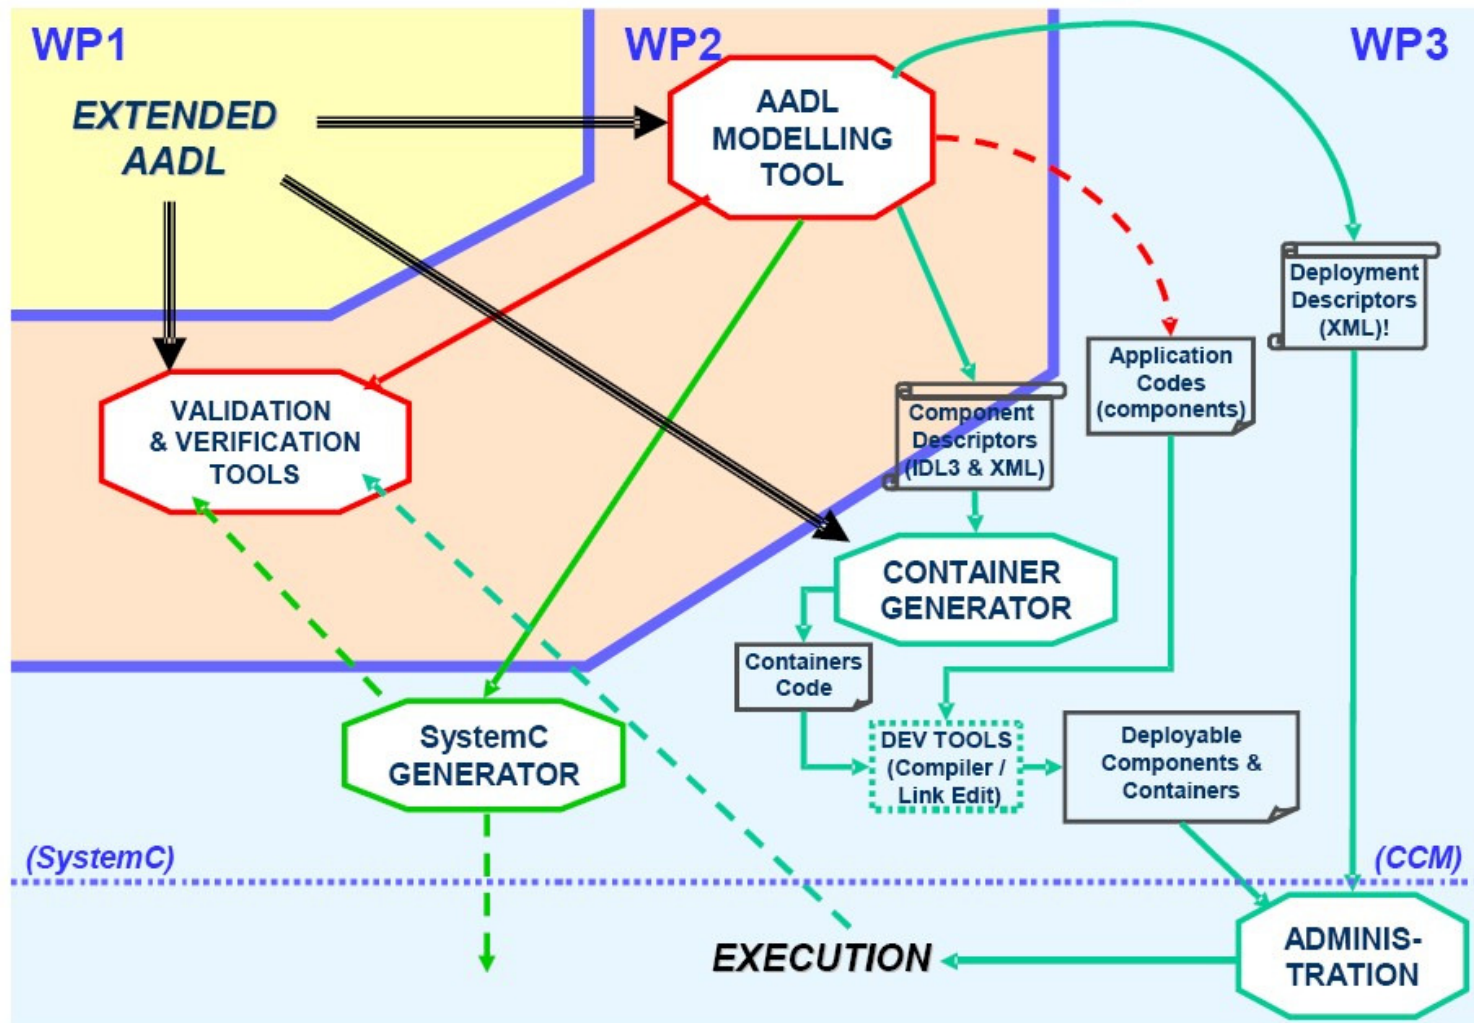 WP1
WP2
WP3
EXTENDED
AADL
AADL
MODELLING
TOOL
Deployment
Descriptors
(XML)!
Application
Codes
(components)
VALIDATION
& VERIFICATION
TOOLS
Component
Descriptors
(IDL3 & XML)
CONTAINER
GENERATOR
Containers
Code
SystemC
GENERATOR
DEV TOOLS
(Compiler /
Link Edit)
Deployable
Components &
Containers
(SystemC)
(CCM)
EXECUTION
ADMINIS-
TRATION